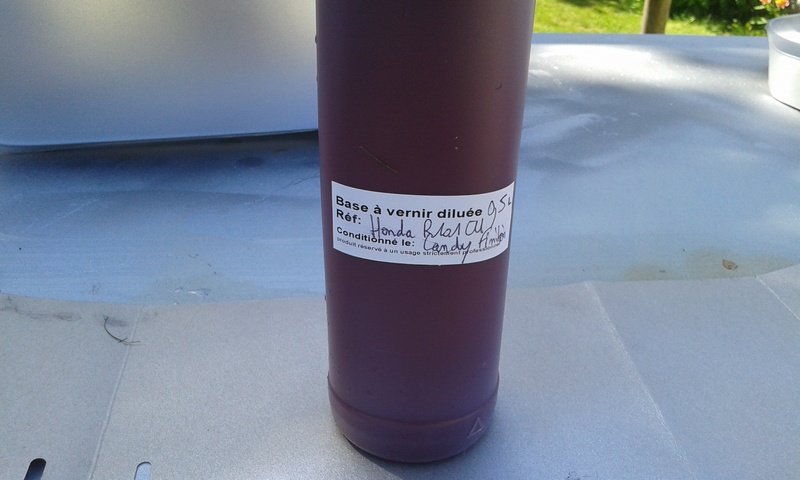 Base à vernir diluée 0,5L
Réf: Honda
Conditionné le: Candy
produit réservé à un usage strictement professionnel